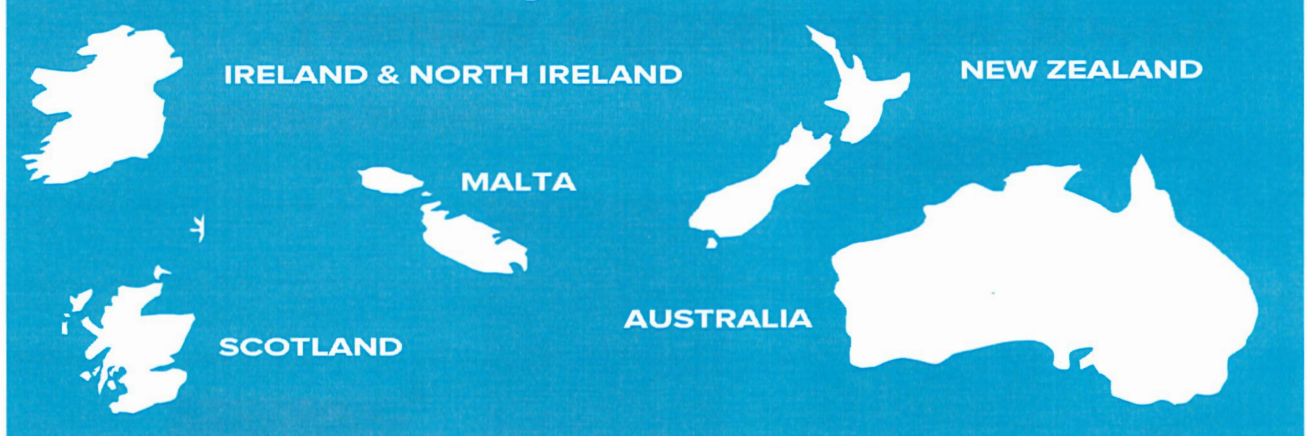 IRELAND & NORTH IRELAND
NEW ZEALAND
MALTA
AUSTRALIA
SCOTLAND